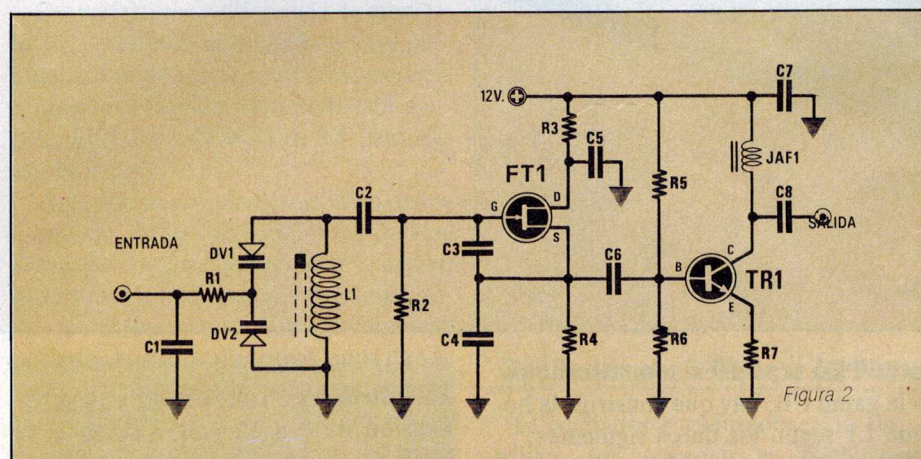 12V.
C7
R3
C5
JAF1
FT1
D
G
S
C2
R5
C8
SALIDA
ENTRADA
DV1
R1
L1
C3
C6
B
C
TR1
E
DV2
R2
C1
C4
R4
R6
R7
Figura 2